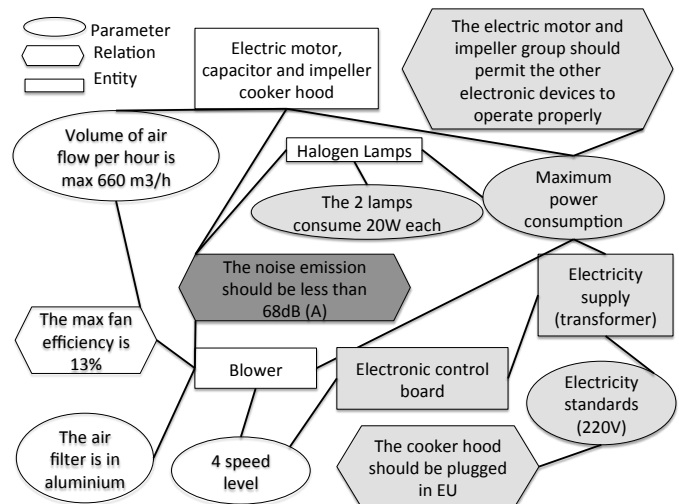 Parameter
Relation
Entity
Electric motor,
capacitor and impeller
cooker hood
The electric motor and
impeller group should
permit the other
electronic devices to
operate properly
Volume of air
flow per hour is
max 660 m3/h
Halogen Lamps
The 2 lamps
consume 20W each
Maximum
power
consumption
The noise emission
should be less than
68dB (A)
Electricity
supply
(transformer)
The max fan
efficiency is
13%
Blower
Electronic control
board
Electricity
standards
(220V)
The air
filter is in
aluminium
4 speed
level
The cooker hood
should be plugged
in EU